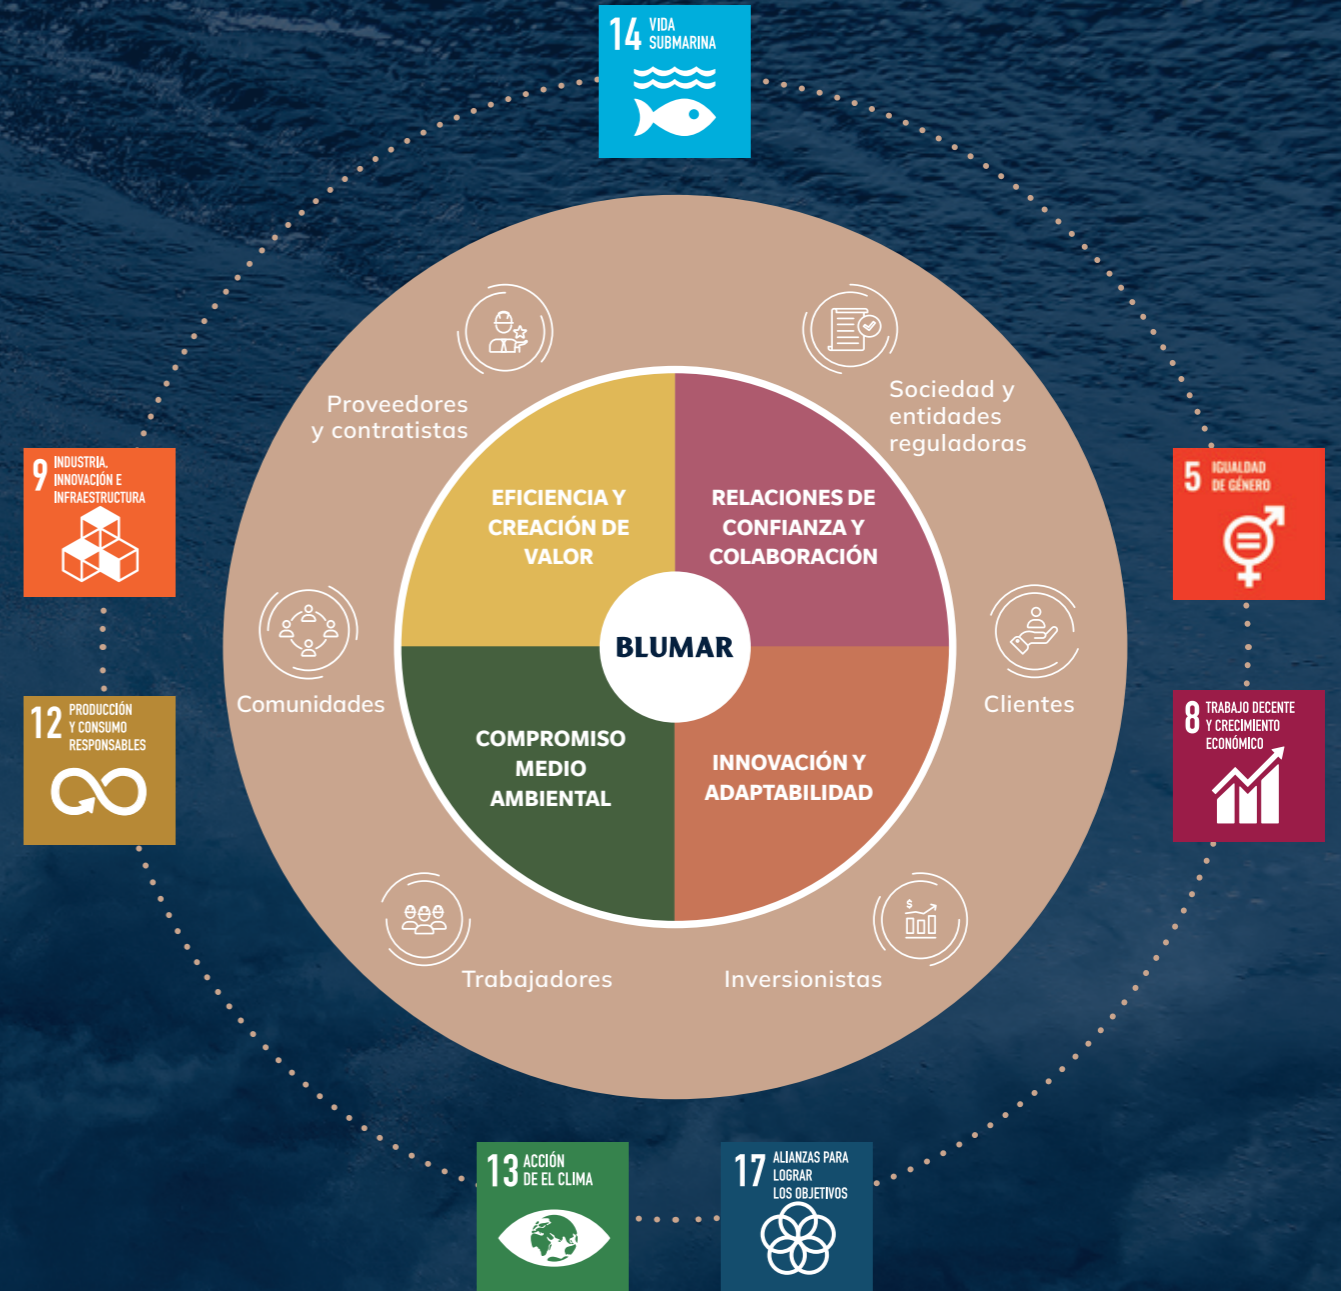 14 VIDA
SUBMARINA
Proveedores
y contratistas
Sociedad y
entidades
reguladoras
9 INDUSTRIA,
INNOVACIÓN E
INFRAESTRUCTURA
5 IGUALDAD
DE GÉNERO
EFICIENCIA Y
CREACIÓN DE
VALOR
RELACIONES DE
CONFIANZA Y
COLABORACIÓN
BLUMAR
Comunidades
Clientes
12 PRODUCCIÓN
Y CONSUMO
RESPONSABLES
8 TRABAJO DECENTE
Y CRECIMIENTO
ECONÓMICO
COMPROMISO
MEDIO
AMBIENTAL
INNOVACIÓN Y
ADAPTABILIDAD
$
Trabajadores
Inversionistas
13 ACCIÓN
DE EL CLIMA
17 ALIANZAS PARA
LOGRAR
LOS OBJETIVOS